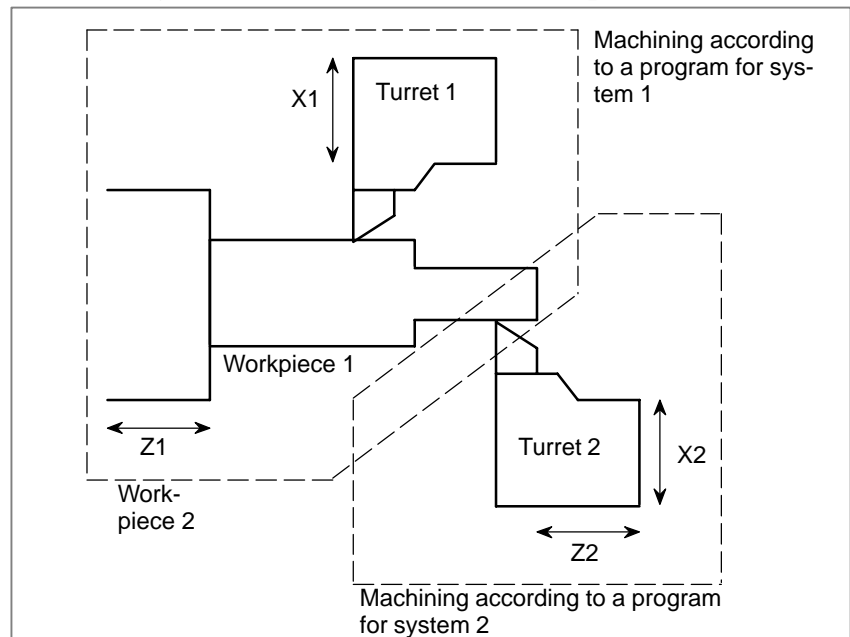 Machining according
to a program for sys-
tem 1
X1
Turret 1
Workpiece 1
Z1
Turret 2
X2
Work-
piece 2
Z2
Machining according to a program
for system 2